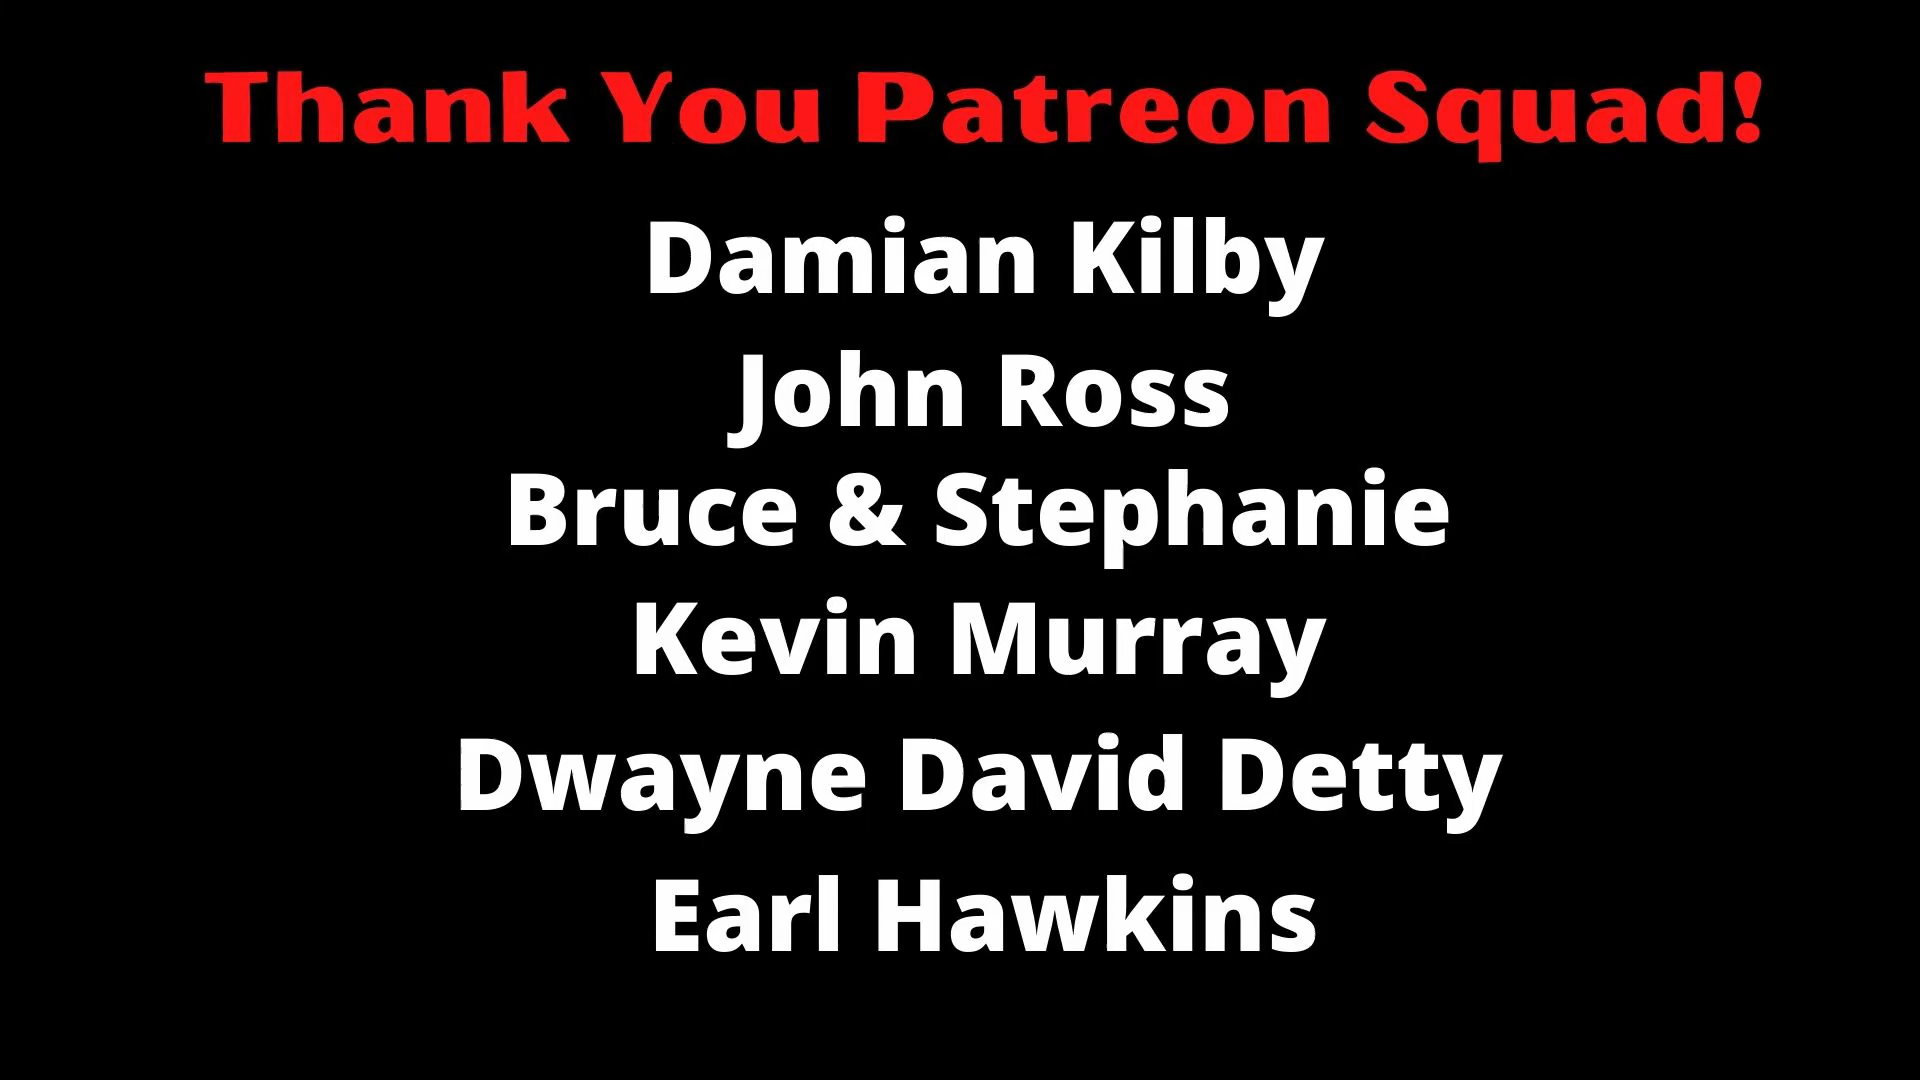 Thank You Patreon Squad!
Damian Kilby
John Ross
Bruce & Stephanie
Kevin Murray
Dwayne David Detty
Earl Hawkins